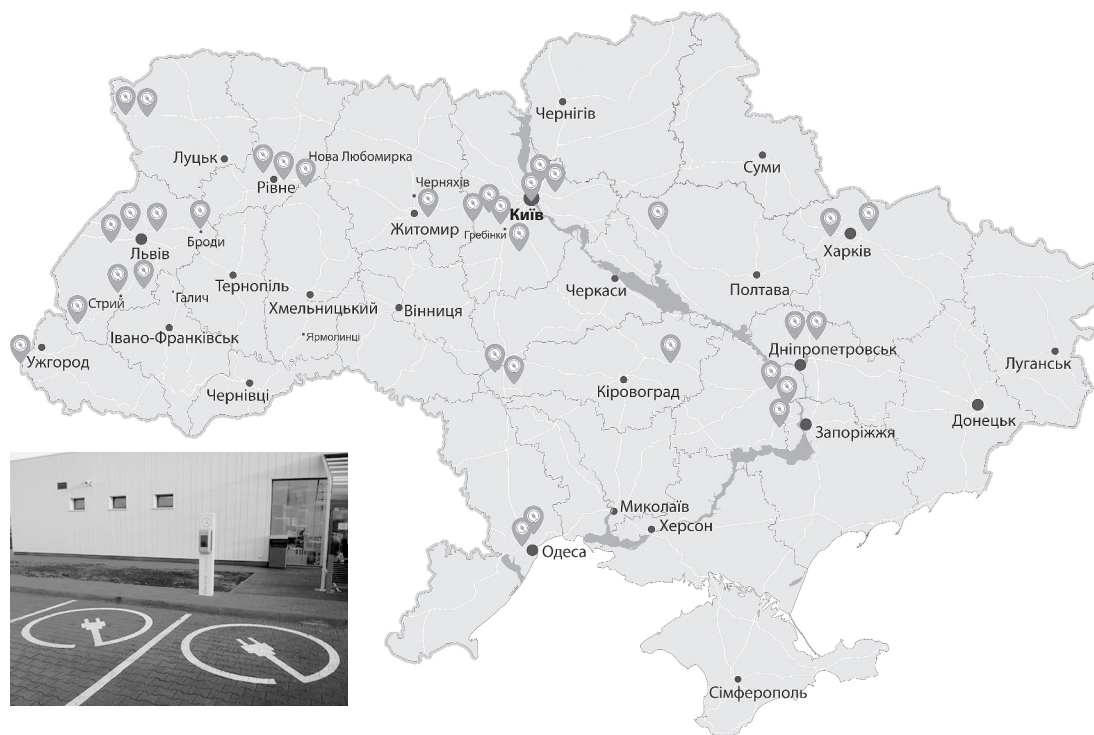 Чернігів
Луцьк
Рівне
Нова Любомирка
Суми
Черняхів
Житомир
Київ
Гребінки
Львів
Броди
Харків
Стрий
Галич
Тернопіль
Хмельницький
Черкаси
Полтава
Вінниця
Івано-Франківськ
Ярмолинці
Ужгород
Дніпропетровськ
Луганськ
Чернівці
Кіровоград
Донецьк
Запоріжжя
Миколаїв
Херсон
Одеса
Сімферополь